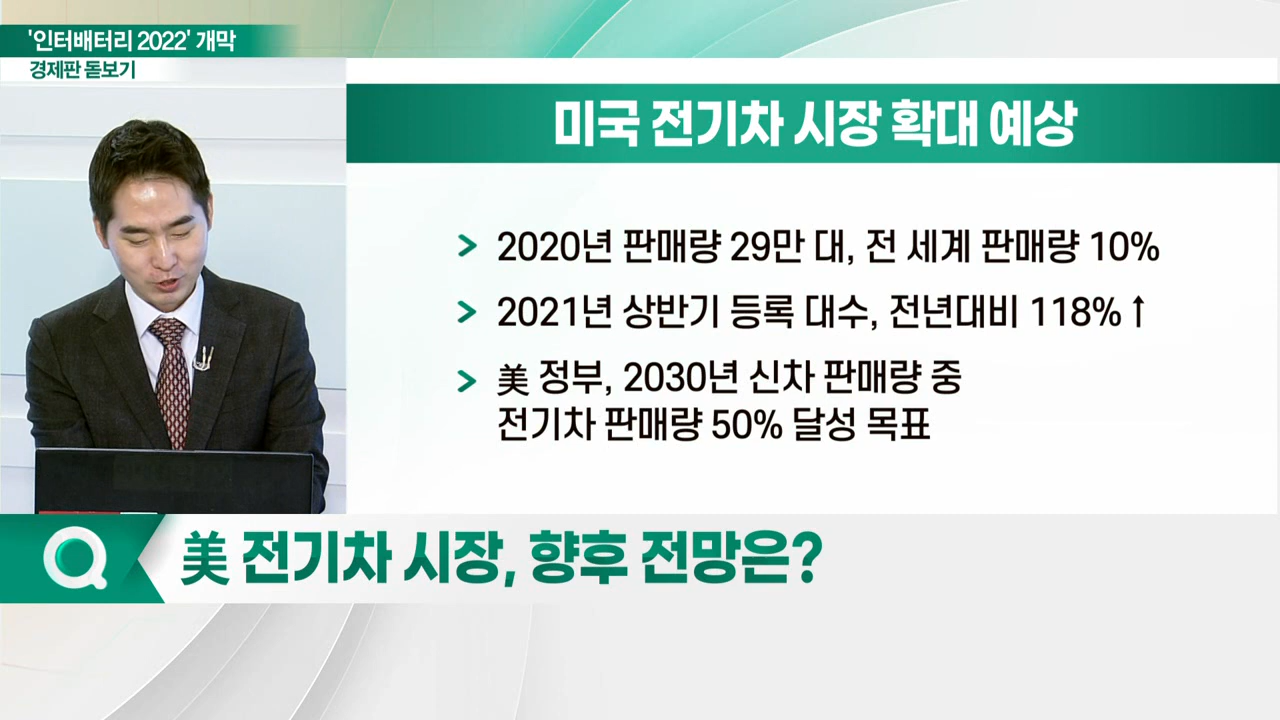 '인터배터리 2022' 개막
경제판 돋보기
미국 전기차 시장 확대 예상
> 2020년 판매량 29만 대, 전 세계 판매량 10%
> 2021년 상반기 등록 대수, 전년대비 118%↑
> 美 정부, 2030년 신차 판매량 중
전기차 판매량 50% 달성 목표
Q 美 전기차 시장, 향후 전망은?